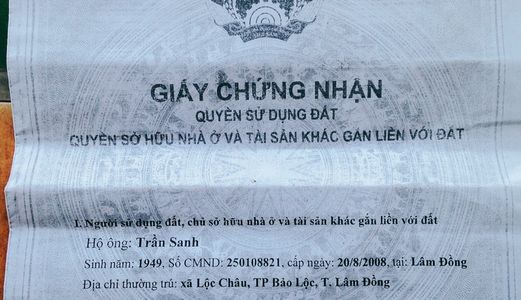 GIẤY CHỨNG NHẬN
QUYỀN SỬ DỤNG ĐẤT
QUYỀN SỞ HỮU NHÀ Ở VÀ TÀI SẢN KHÁC GẮN LIỀN VỚI ĐẤT
I. Người sử dụng đất, chủ sở hữu nhà ở và tài sản khác gắn liền với đất
Hộ ông: Trần Sanh
Sinh năm: 1949, Số CMND: 250108821, cấp ngày: 20/8/2008, tại: Lâm Đồng
Địa chỉ thường trú: xã Lộc Châu, TP Bảo Lộc, T. Lâm Đồng